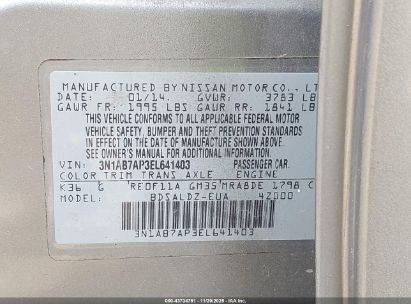 MANUFACTURED BY NISSAN MOTOR CO., LT
DATE: 01/14. GVWR: 3783 LB
GAWR FR: 1995 LBS GAWR RR: 1841 LB
THIS VEHICLE CONFORMS TO ALL APPLICABLE FEDERAL MOTOR
VEHICLE SAFETY, BUMPER AND THEFT PREVENTION STANDARDS
IN EFFECT ON THE DATE OF MANUFACTURE SHOWN ABOVE.
SEE OWNER'S MANUAL FOR ADDITIONAL INFORMATION.
VIN: 3N1AB7AP3EL641403 PASSENGER CAR.
COLOR TRIM TRANS AXLE ENGINE
K36 G RE0F11A GM35 MRA8DE 1798 C
MODEL: BDSALDZ-EUA 42000
3N1AB7AP3EL641403